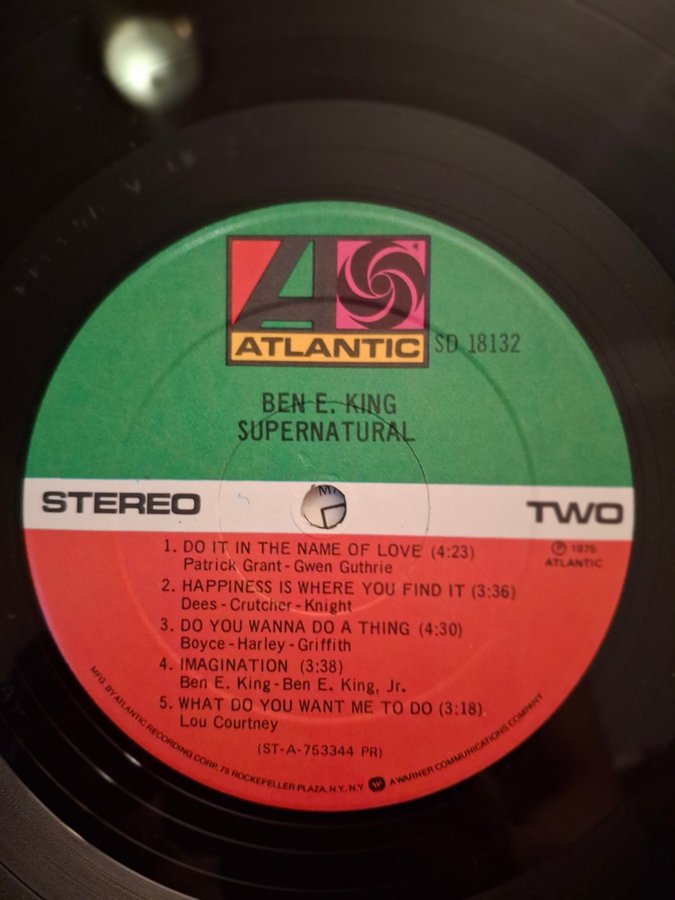 ATLANTIC
SD 18132
BEN E. KING
SUPERNATURAL
STEREO
TWO
1. DO IT IN THE NAME OF LOVE (4:23)
Patrick Grant - Gwen Guthrie
℗ 1975
ATLANTIC
2. HAPPINESS IS WHERE YOU FIND IT (3:36)
Dees - Crutcher - Knight
3. DO YOU WANNA DO A THING (4:30)
Boyce - Harley - Griffith
4. IMAGINATION (3:38)
Ben E. King - Ben E. King, Jr.
5. WHAT DO YOU WANT ME TO DO (3:18)
Lou Courtney
(ST-A-753344 PR)
MFG. BY ATLANTIC RECORDING CORP. 75 ROCKEFELLER PLAZA, N.Y., N.Y. A WARNER COMMUNICATIONS COMPANY